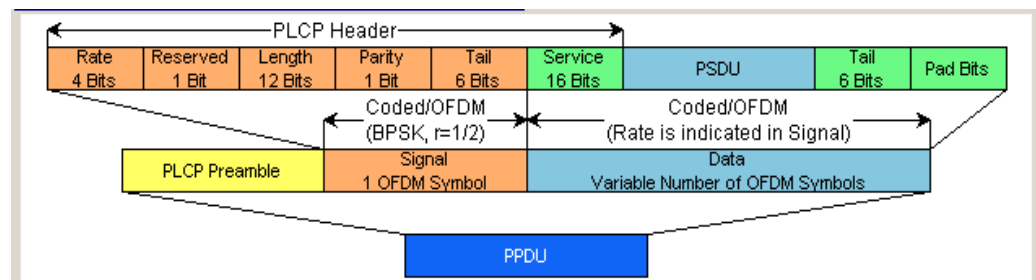 PLCP Header
Rate Reserved Length Parity Tail Service PSDU Tail Pad Bits
4 Bits 1 Bit 12 Bits 1 Bit 6 Bits 16 Bits 6 Bits
Coded/OFDM Coded/OFDM
(BPSK, r=1/2) (Rate is indicated in Signal)
PLCP Preamble Signal Data
1 OFDM Symbol Variable Number of OFDM Symbols
PPDU